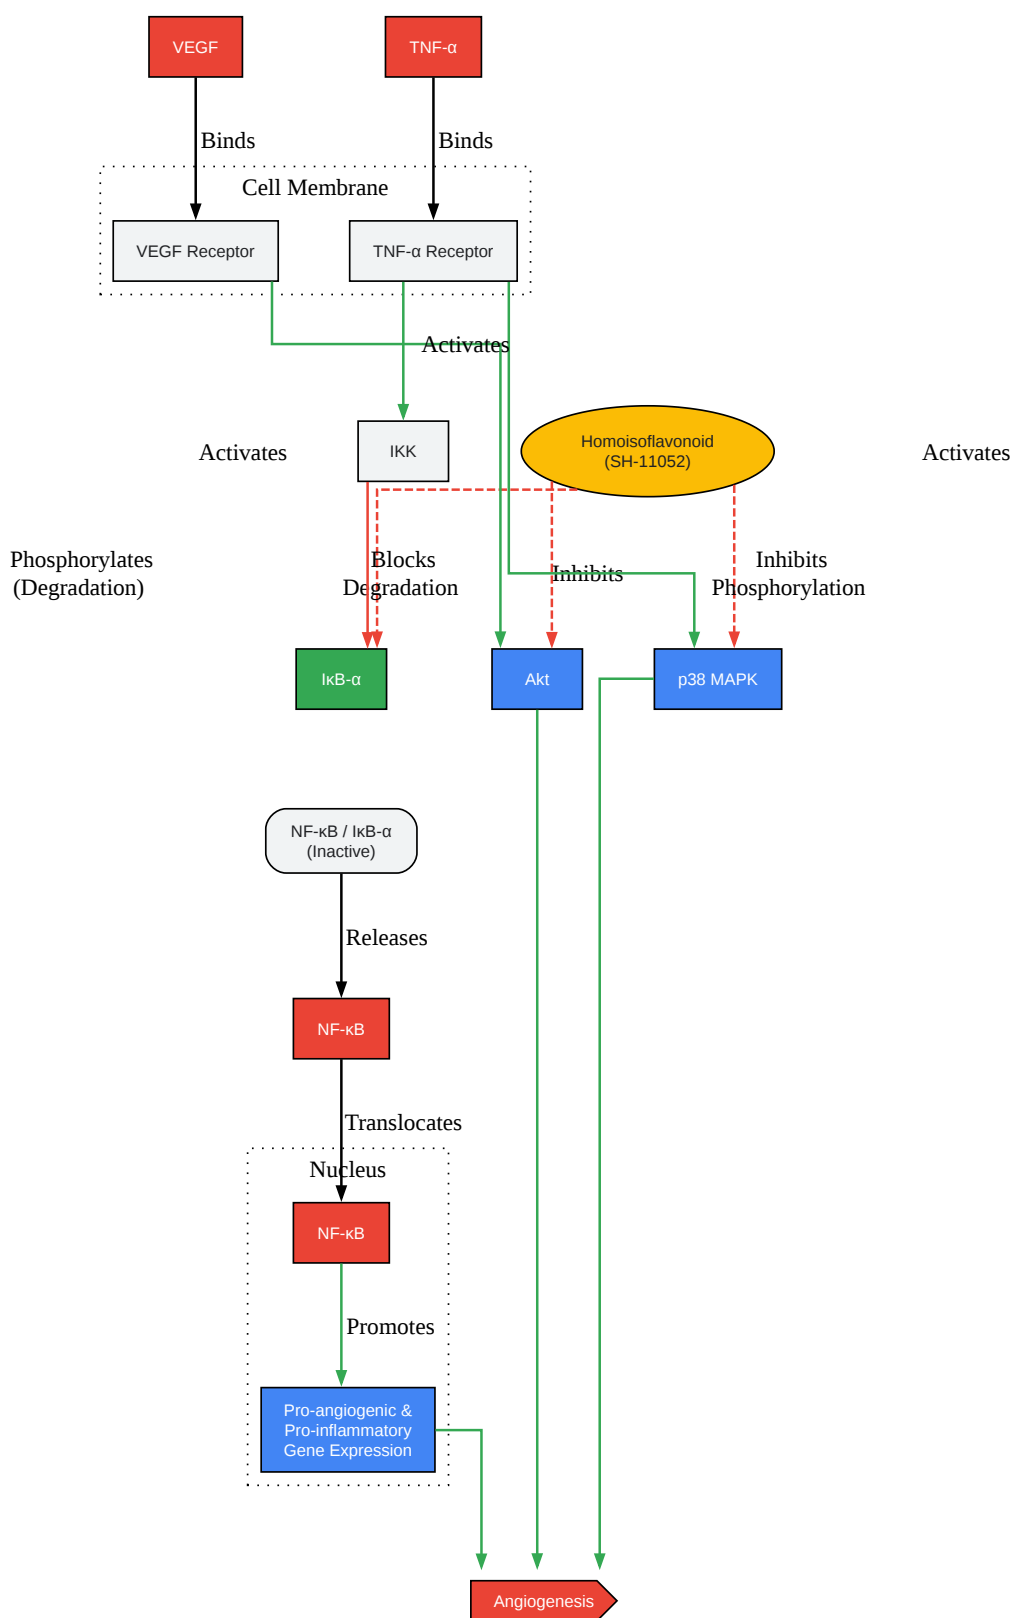 VEGF
TNF-α
Binds
Binds
Cell Membrane
VEGF Receptor
TNF-α Receptor
Activates
Homoisoflavonoid
(SH-11052)
IKK
Activates
Activates
Phosphorylates
(Degradation)
Blocks
Degradation
Inhibits
Inhibits
Phosphorylation
IκB-α
Akt
p38 MAPK
NF-κB / IκB-α
(Inactive)
Releases
NF-κB
Translocates
Nucleus
NF-κB
Promotes
Pro-angiogenic &
Pro-inflammatory
Gene Expression
Angiogenesis